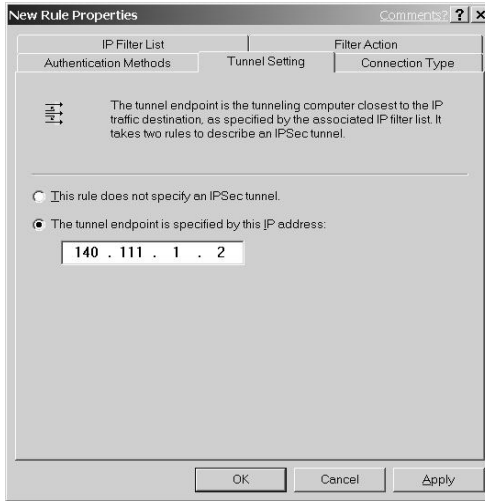 New Rule Properties Comments? ? ×
IP Filter List Filter Action
Authentication Methods Tunnel Setting Connection Type
The tunnel endpoint is the tunneling computer closest to the IP
traffic destination, as specified by the associated IP filter list. It
takes two rules to describe an IPSec tunnel.
This rule does not specify an IPSec tunnel.
The tunnel endpoint is specified by this IP address:
140 . 111 . 1 . 2
OK Cancel Apply